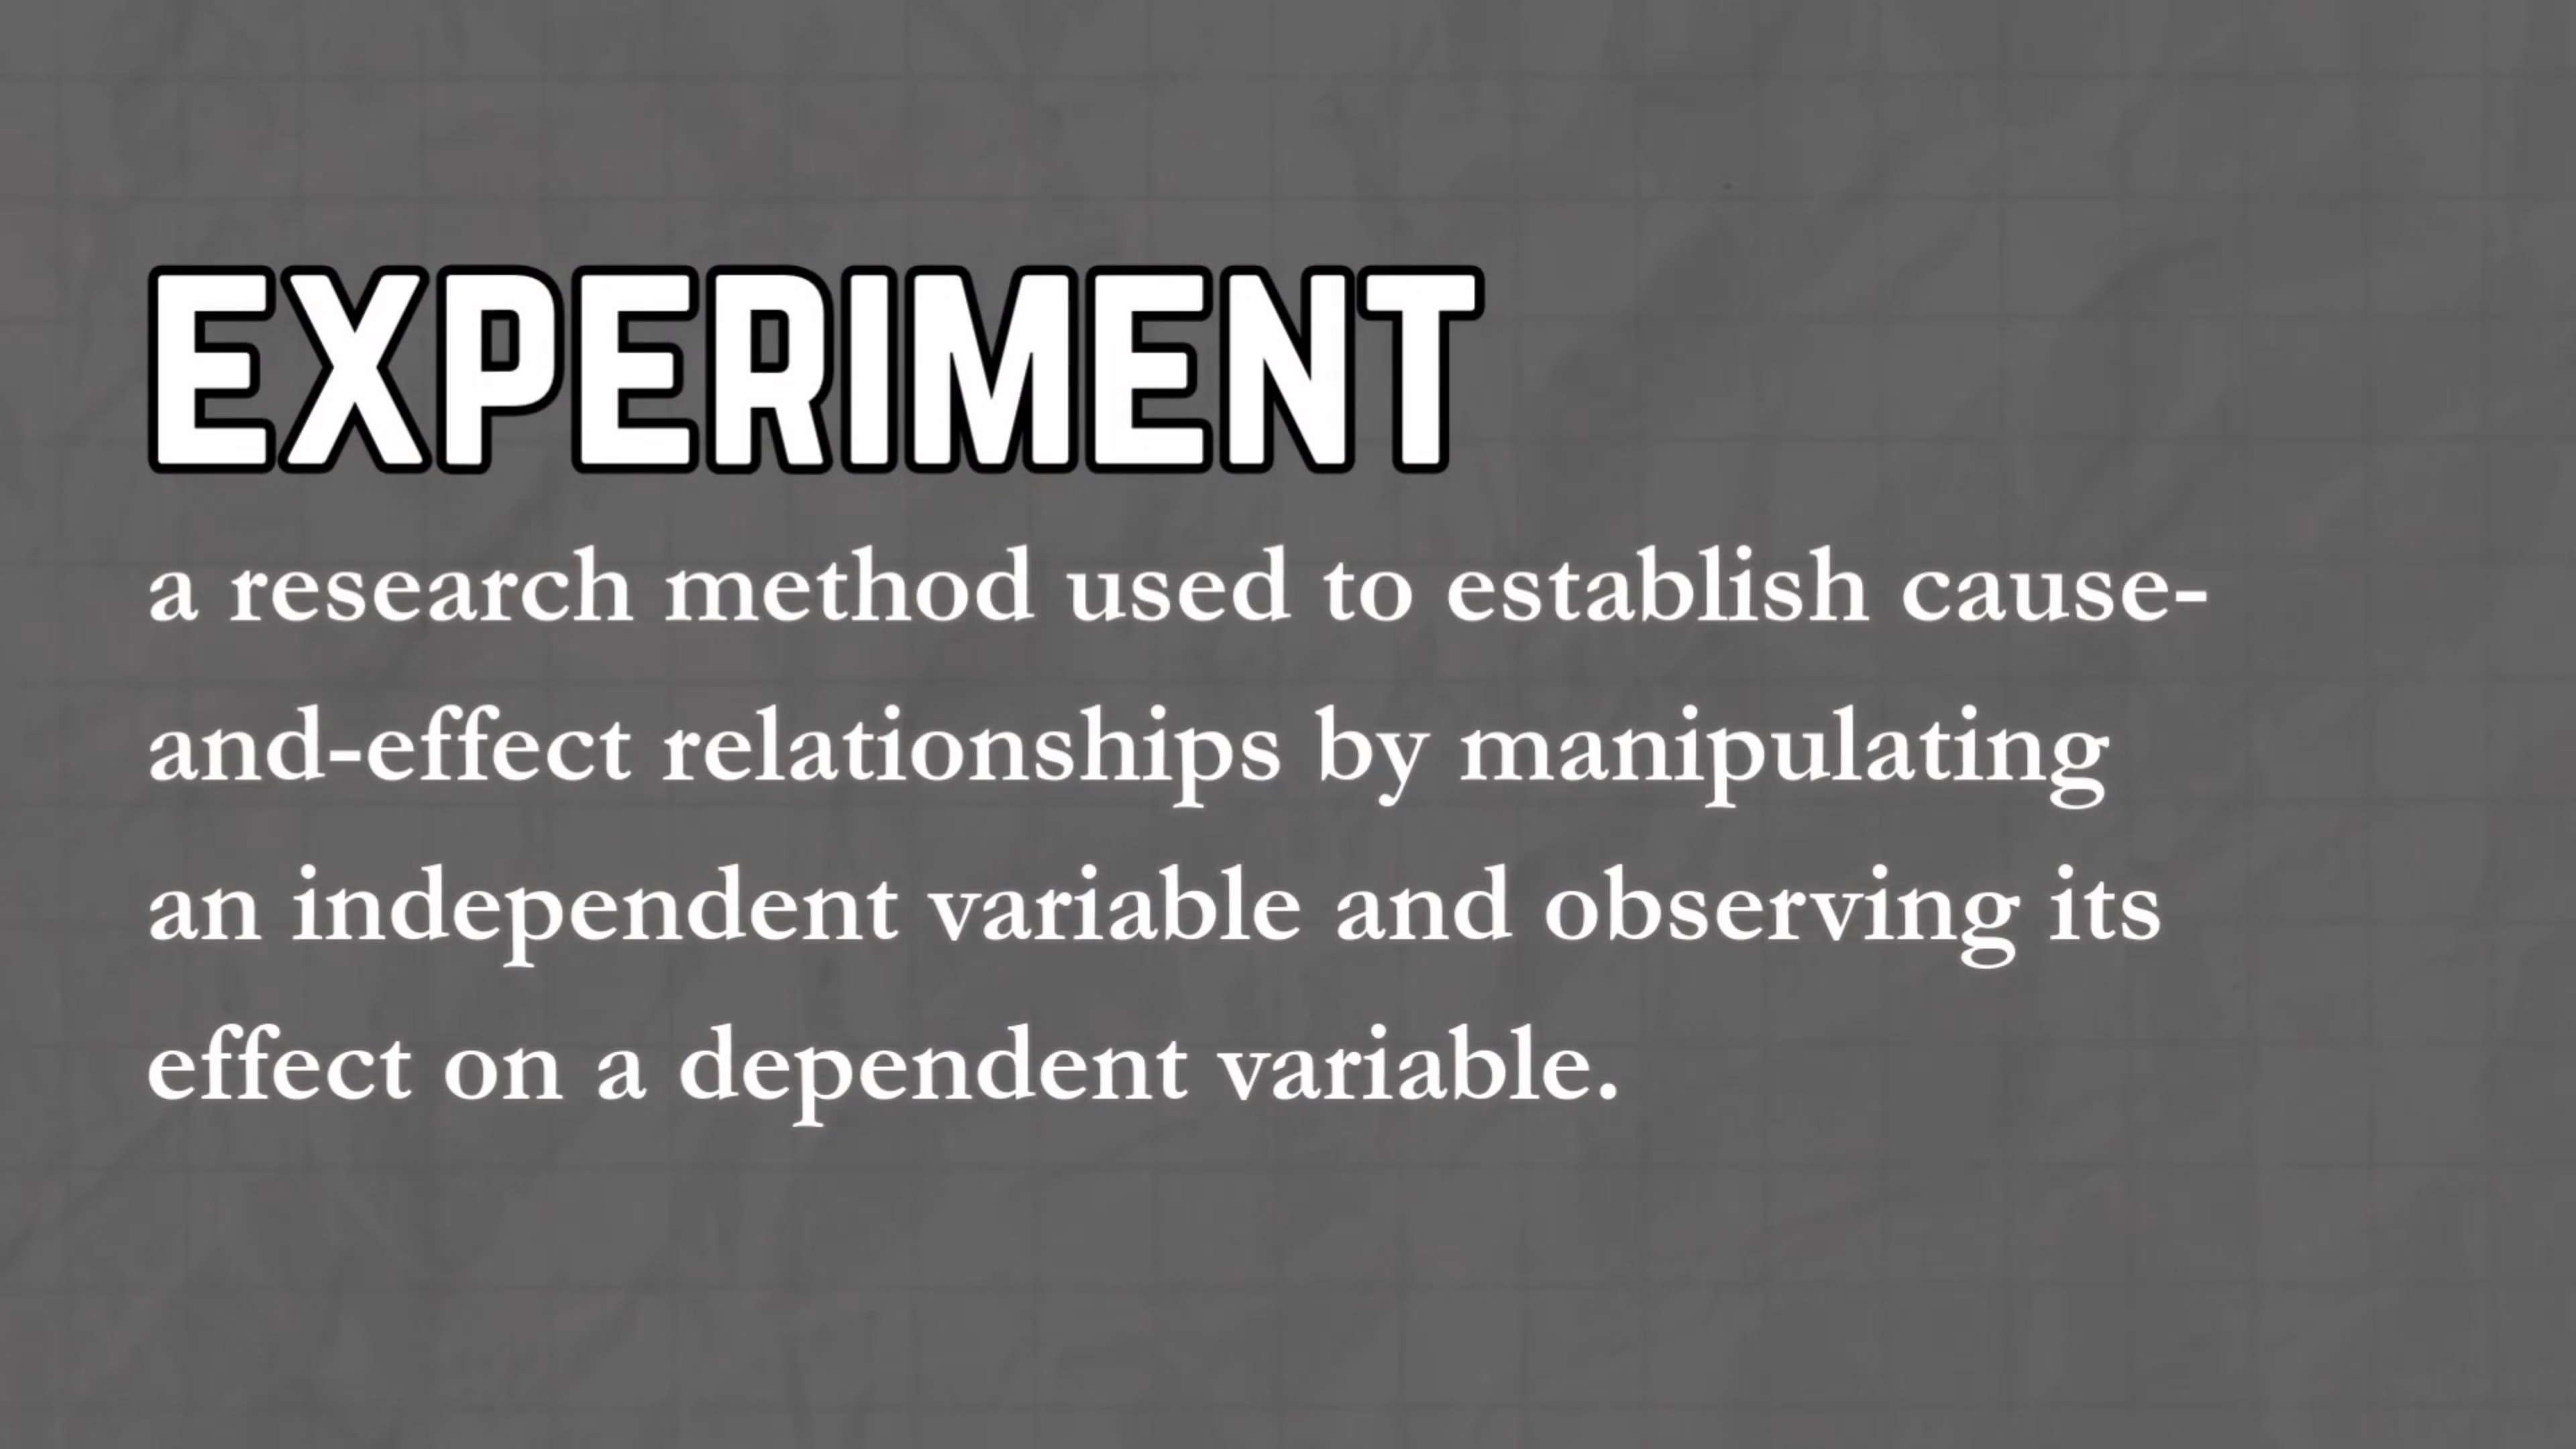 EXPERIMENT
a research method used to establish cause-
and-effect relationships by manipulating
an independent variable and observing its
effect on a dependent variable.